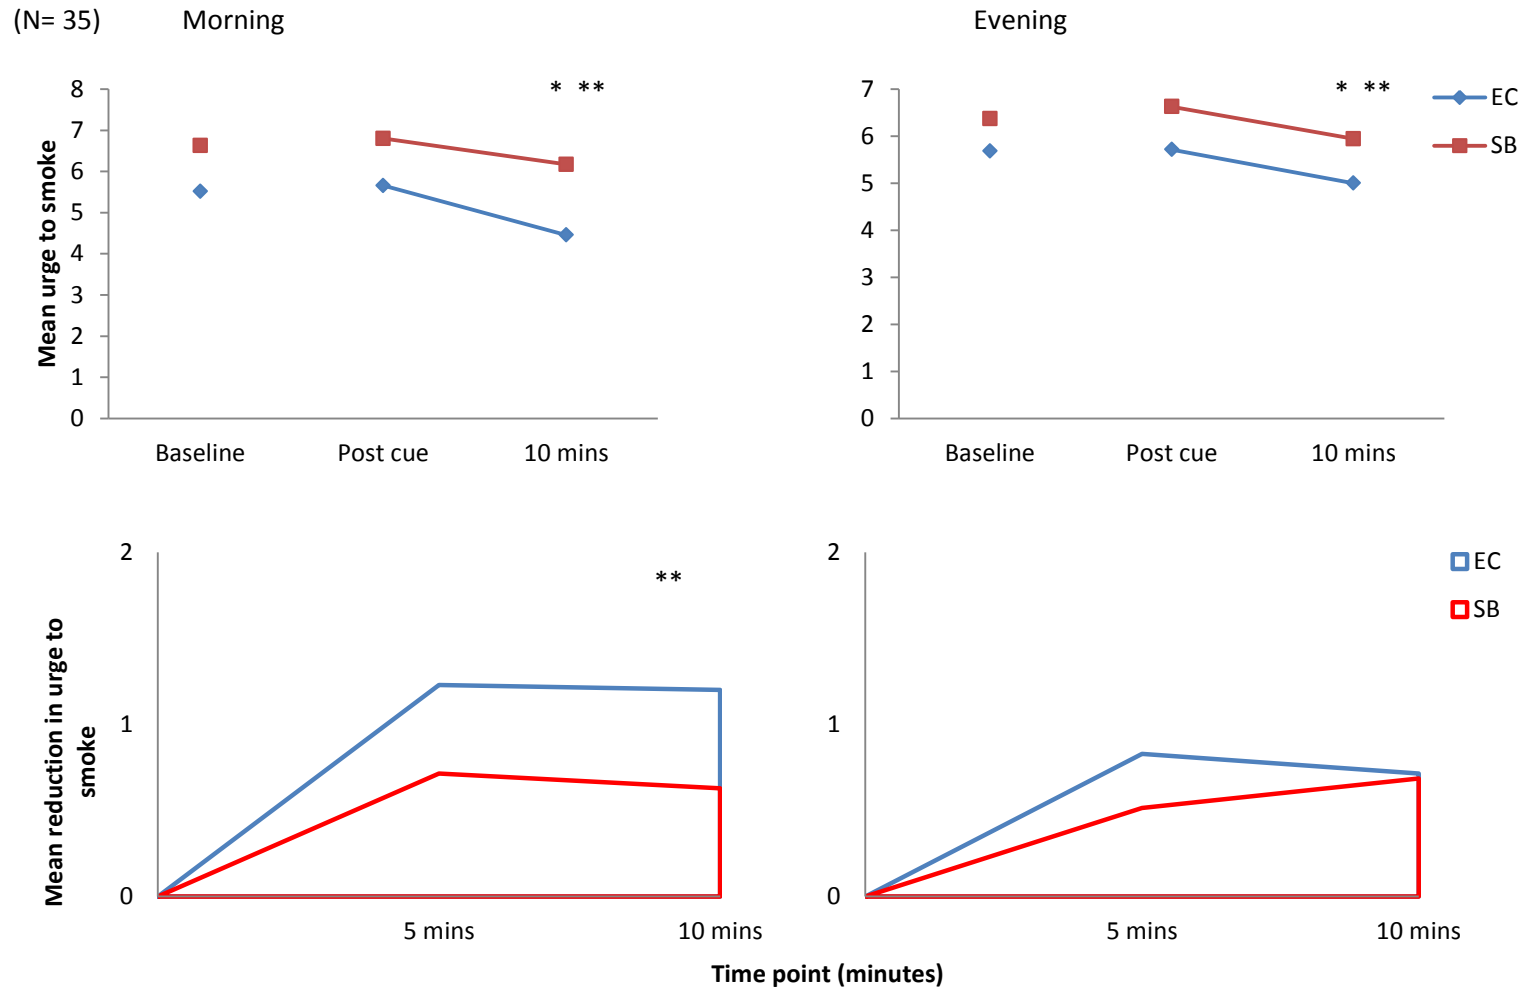 (N= 35) Morning Evening
Mean urge to smoke
8
7
6
5
4
3
2
1
0
* **
Baseline Post cue 10 mins
7
6
5
4
3
2
1
0
* **
Baseline Post cue 10 mins
EC
SB
Mean reduction in urge to
smoke
2
1
0
**
5 mins 10 mins
2
1
0
5 mins 10 mins
EC
SB
Time point (minutes)